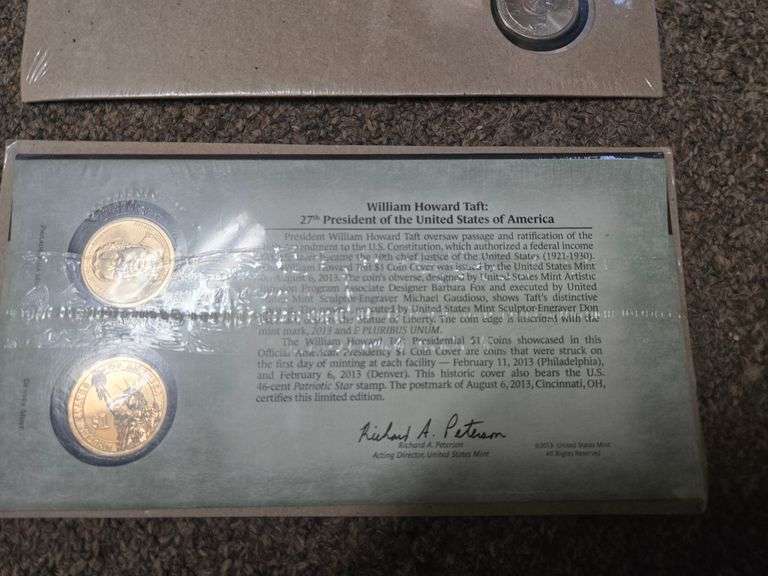 William Howard Taft:
27th President of the United States of America
President William Howard Taft oversaw passage and ratification of the
endment to the U.S. Constitution, which authorized a federal income
became the 10th chief justice of the United States (1921-1930).
Howard Taft $1 Coin Cover was issued by the United States Mint
6, 2013. The coin's obverse, designed by United States Mint Artistic
Program Associate Designer Barbara Fox and executed by United
Mint Sculptor-Engraver Michael Gaudioso, shows Taft's distinctive
cuted by United States Mint Sculptor-Engraver Don
Statue of Liberty. The coin edge is inscribed with the
mint mark, 2013 and E PLURIBUS UNUM.
The William Howard Taft Presidential $1 Coins showcased in this
Official American Presidency $1 Coin Cover are coins that were struck on
the first day of minting at each facility — February 11, 2013 (Philadelphia),
and February 6, 2013 (Denver). This historic cover also bears the U.S.
46-cent Patriotic Star stamp. The postmark of August 6, 2013, Cincinnati, OH,
certifies this limited edition.
Richard A. Peterson
Richard A. Peterson
Acting Director, United States Mint
©2013 United States Mint
All Rights Reserved
$1